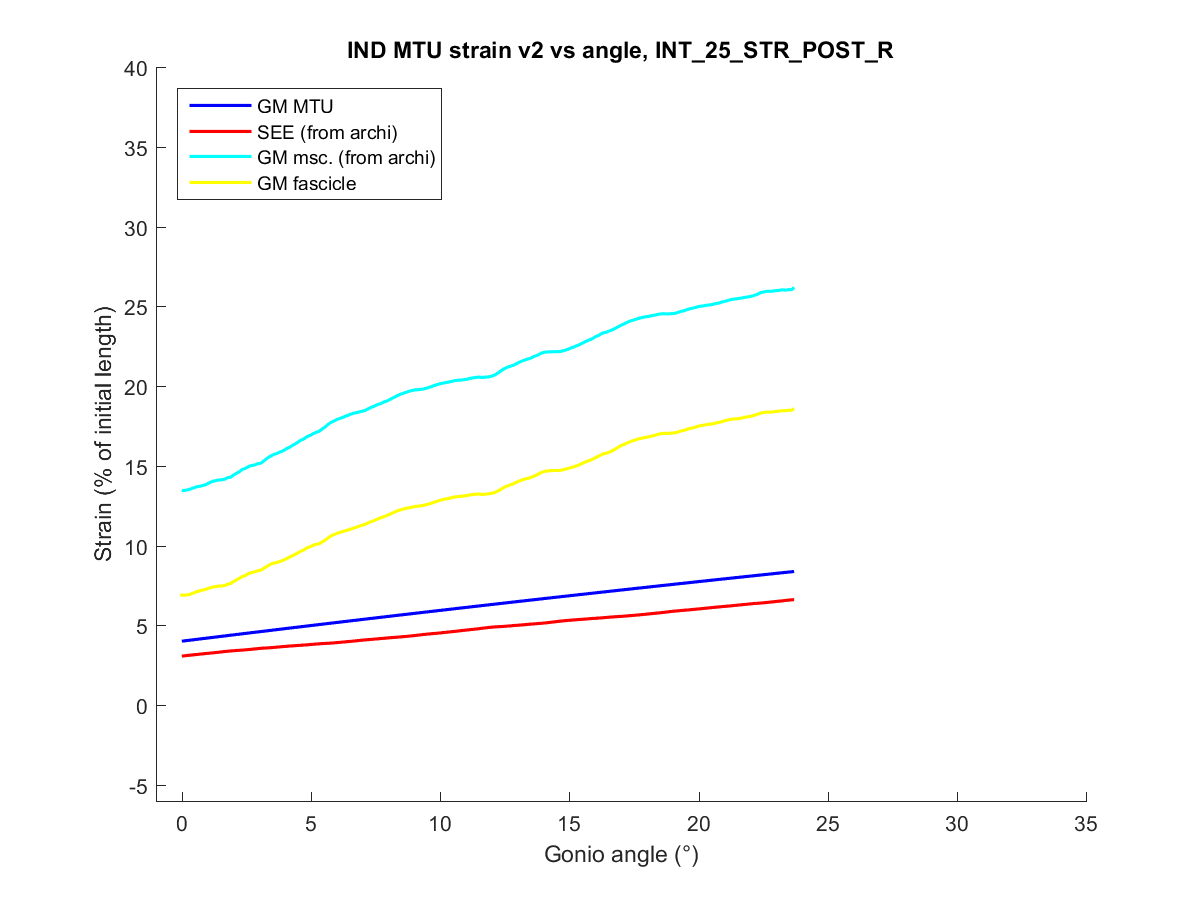 IND MTU strain v2 vs angle, INT_25_STR_POST_R
40
35
30
25
20
15
10
5
0
-5
Strain (% of initial length)
GM MTU
SEE (from archi)
GM msc. (from archi)
GM fascicle
0 5 10 15 20 25 30 35
Gonio angle (°)